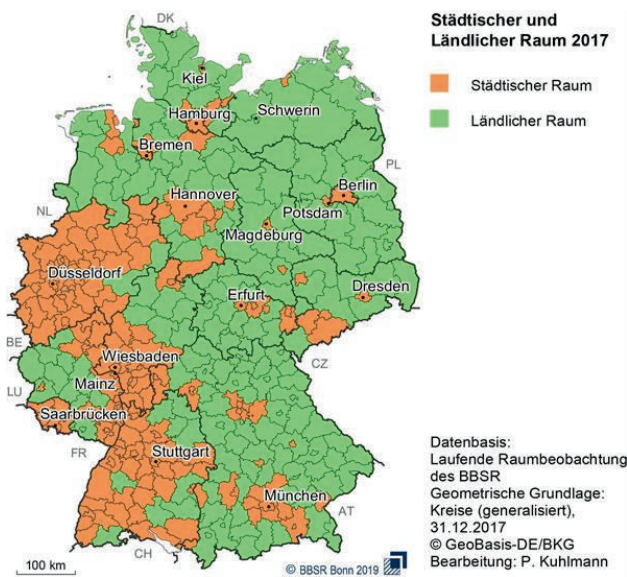 Städtischer und
Ländlicher Raum 2017
Städtischer Raum
Ländlicher Raum
DK
Kiel
Hamburg
Schwerin
Bremen
PL
Hannover
Berlin
NL
Potsdam
Magdeburg
Düsseldorf
Erfurt
Dresden
BE
Wiesbaden
CZ
LU
Mainz
Saarbrücken
FR
Stuttgart
München
AT
CH
100 km
© BBSR Bonn 2019
Datenbasis:
Laufende Raumbeobachtung
des BBSR
Geometrische Grundlage:
Kreise (generalisiert),
31.12.2017
© GeoBasis-DE/BKG
Bearbeitung: P. Kuhlmann